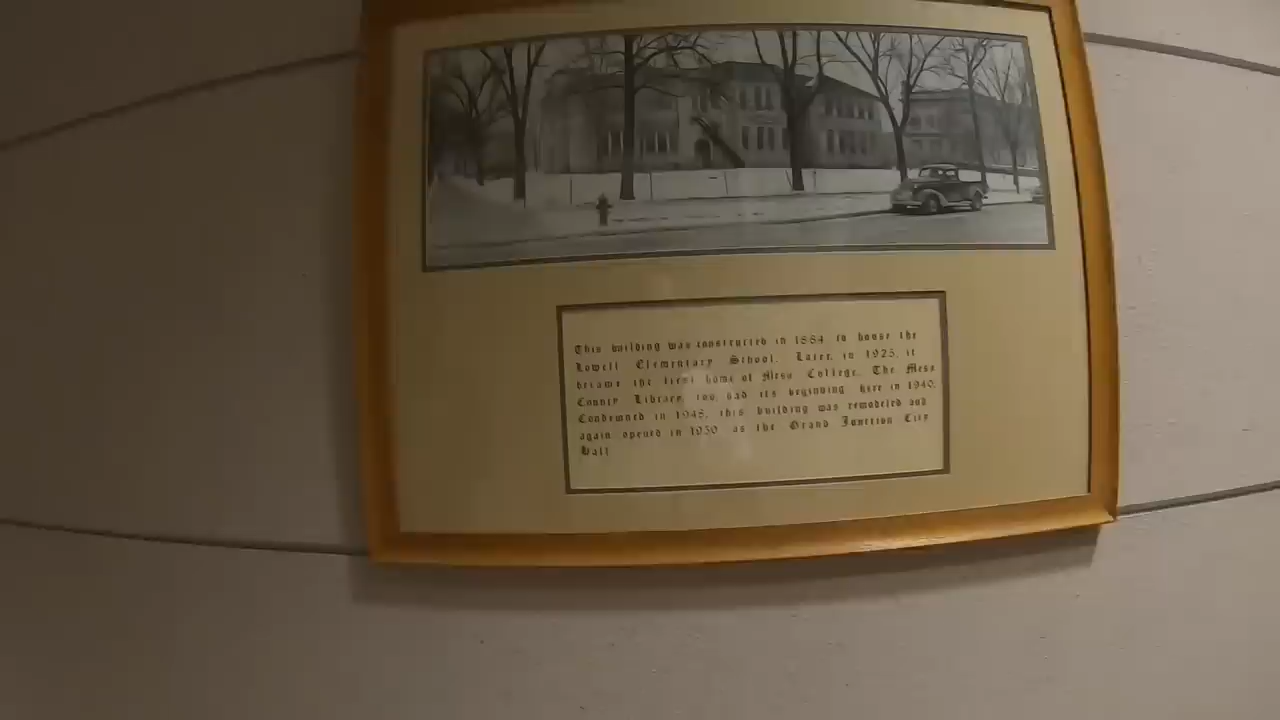 This building was constructed in 1884 to house the
Lowell Elementary School. Later, in 1925, it
became the first home of Mesa College. The Mesa
County Library, too, had its beginning here in 1940.
Condemned in 1948, this building was remodeled and
again opened in 1950 as the Grand Junction City
Hall